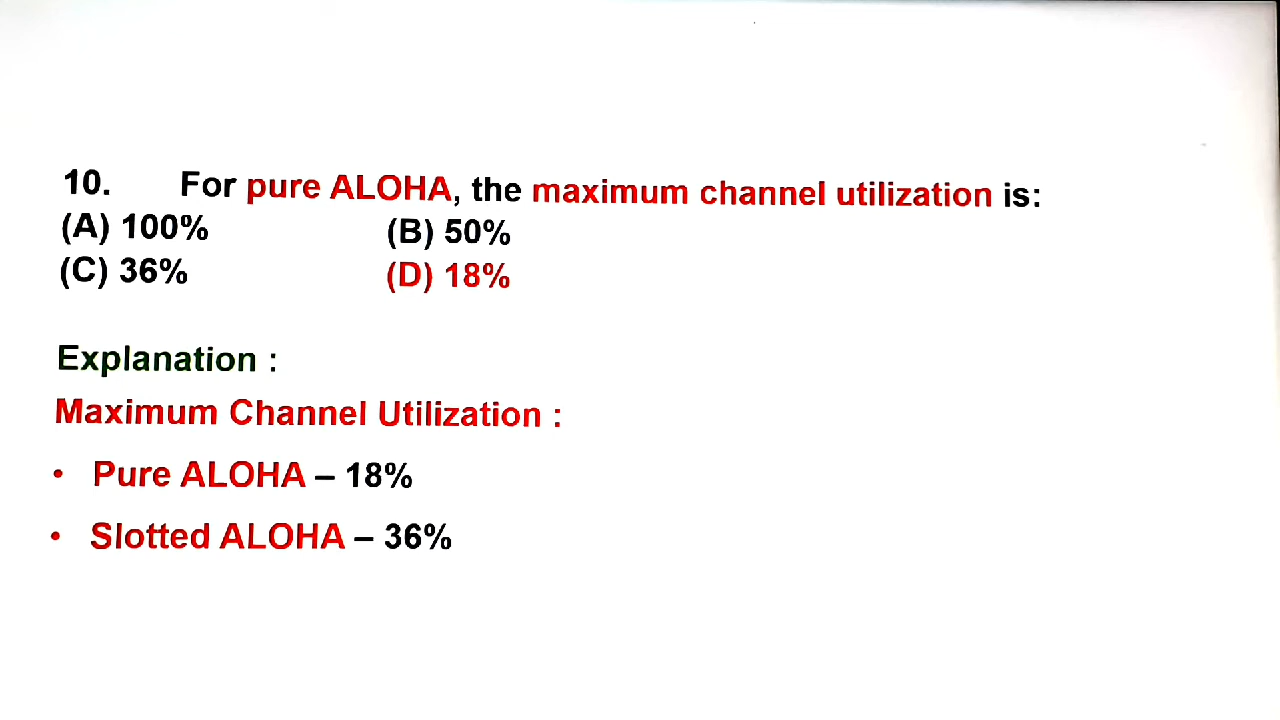 10. For pure ALOHA, the maximum channel utilization is:
(A) 100% (B) 50%
(C) 36% (D) 18%
Explanation :
Maximum Channel Utilization :
• Pure ALOHA – 18%
• Slotted ALOHA – 36%